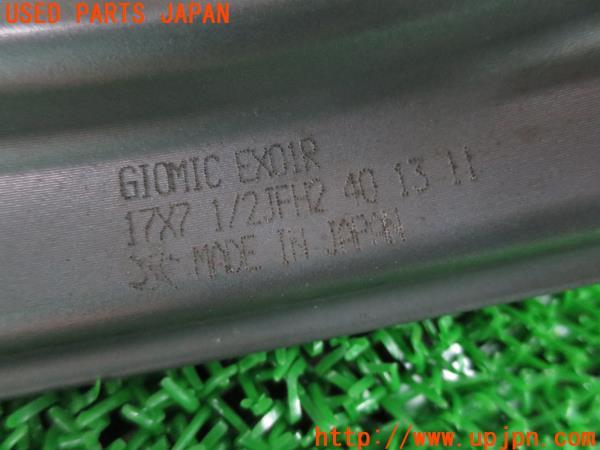 USED PARTS JAPAN
GIOMIC EX01R
17X7 1/2JFH2 40 13 11
MADE IN JAPAN
http://www.upjpn.com